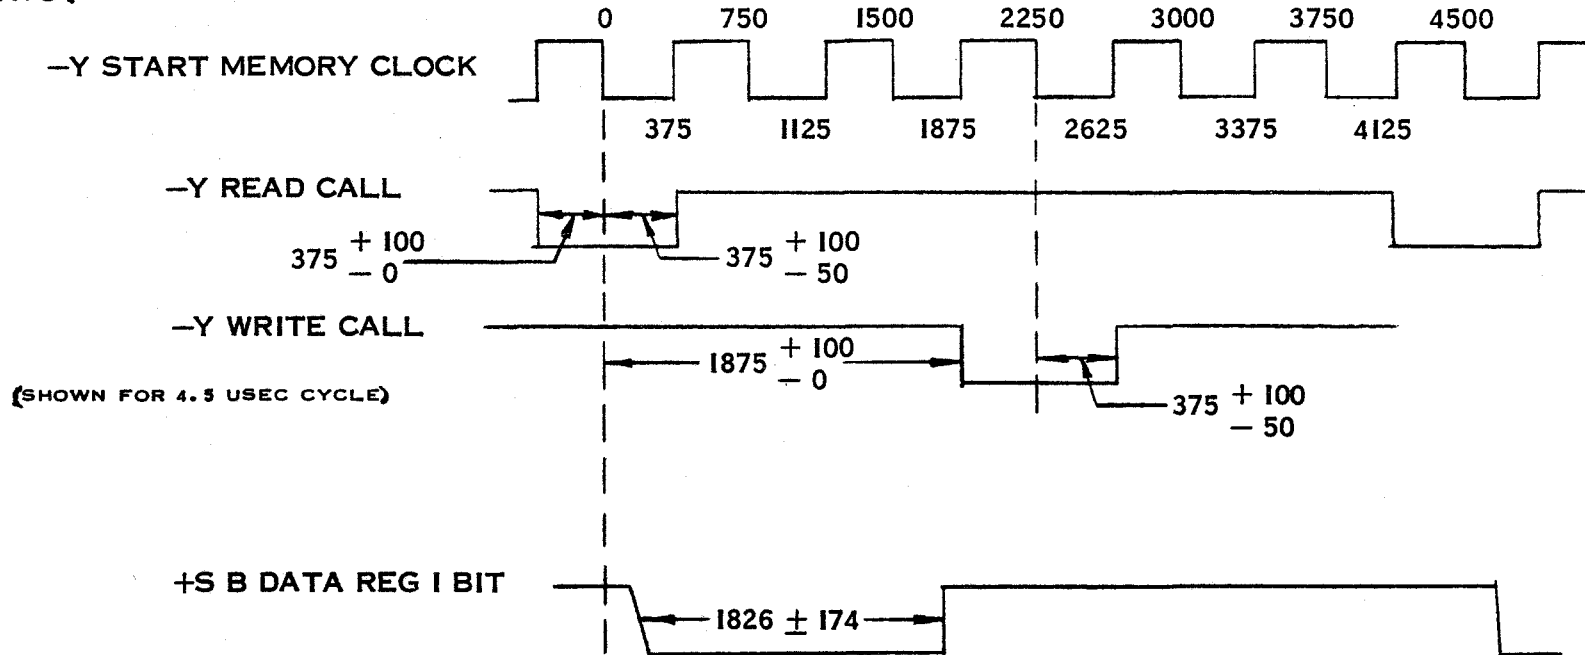 0 750 1500 2250 3000 3750 4500
—Y START MEMORY CLOCK
375 1125 1875 2625 3375 4125
—Y READ CALL
375 + 100 — 0
375 + 100 — 50
—Y WRITE CALL
1875 + 100 — 0
(SHOWN FOR 4.5 USEC CYCLE)
375 + 100 — 50
+S B DATA REG 1 BIT
1826 ± 174